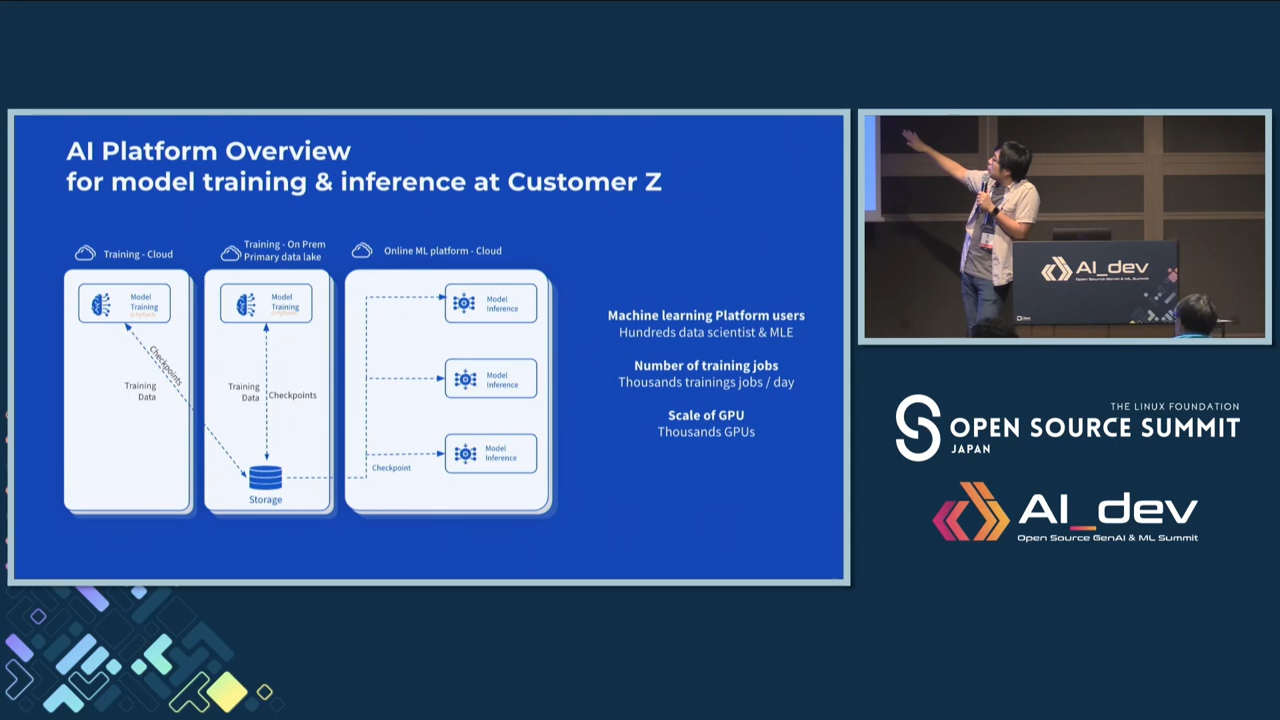 AI Platform Overview
for model training & inference at Customer Z
Training - Cloud
Training - On Prem
Primary data lake
Online ML platform - Cloud
Model
Training
Model
Training
Model
Inference
Checkpoints
Training
Data
Training
Data
Checkpoints
Model
Inference
Model
Inference
Checkpoint
Storage
Machine learning Platform users
Hundreds data scientist & MLE
Number of training jobs
Thousands trainings jobs / day
Scale of GPU
Thousands GPUs
AI_dev
Open Source GenAI & ML Summit
THE LINUX FOUNDATION
OPEN SOURCE SUMMIT
JAPAN
AI_dev
Open Source GenAI & ML Summit